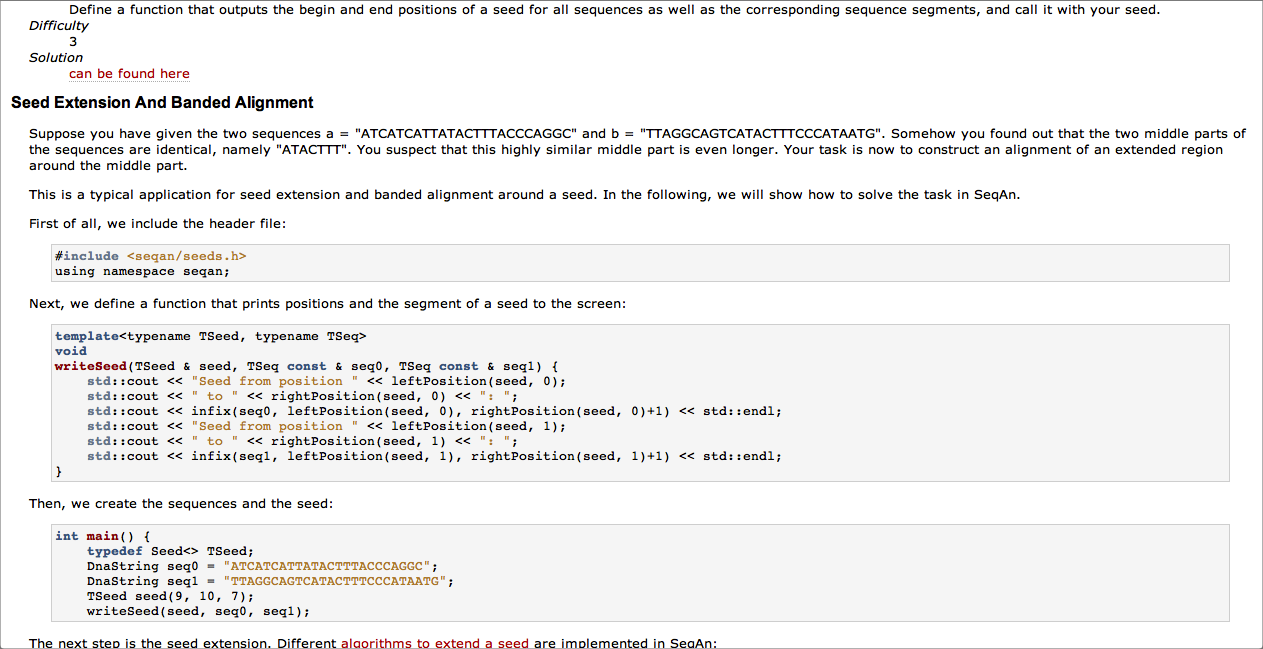 Define a function that outputs the begin and end positions of a seed for all sequences as well as the corresponding sequence segments, and call it with your seed.
Difficulty
3
Solution
can be found here
Seed Extension And Banded Alignment
Suppose you have given the two sequences a = "ATCATCATTATACTTTACCCAGGC" and b = "TTAGGCAGTCATACTTTCCCATAATG". Somehow you found out that the two middle parts of
the sequences are identical, namely "ATACTTT". You suspect that this highly similar middle part is even longer. Your task is now to construct an alignment of an extended region
around the middle part.
This is a typical application for seed extension and banded alignment around a seed. In the following, we will show how to solve the task in SeqAn.
First of all, we include the header file:
#include <seqan/seeds.h>
using namespace seqan;
Next, we define a function that prints positions and the segment of a seed to the screen:
template<typename TSeed, typename TSeq>
void
writeSeed(TSeed & seed, TSeq const & seq0, TSeq const & seq1) {
    std::cout << "Seed from position " << leftPosition(seed, 0);
    std::cout << " to " << rightPosition(seed, 0) << ": ";
    std::cout << infix(seq0, leftPosition(seed, 0), rightPosition(seed, 0)+1) << std::endl;
    std::cout << "Seed from position " << leftPosition(seed, 1);
    std::cout << " to " << rightPosition(seed, 1) << ": ";
    std::cout << infix(seq1, leftPosition(seed, 1), rightPosition(seed, 1)+1) << std::endl;
}
Then, we create the sequences and the seed:
int main() {
    typedef Seed<> TSeed;
    DnaString seq0 = "ATCATCATTATACTTTACCCAGGC";
    DnaString seq1 = "TTAGGCAGTCATACTTTCCCATAATG";
    TSeed seed(9, 10, 7);
    writeSeed(seed, seq0, seq1);
The next step is the seed extension. Different algorithms to extend a seed are implemented in SeqAn: